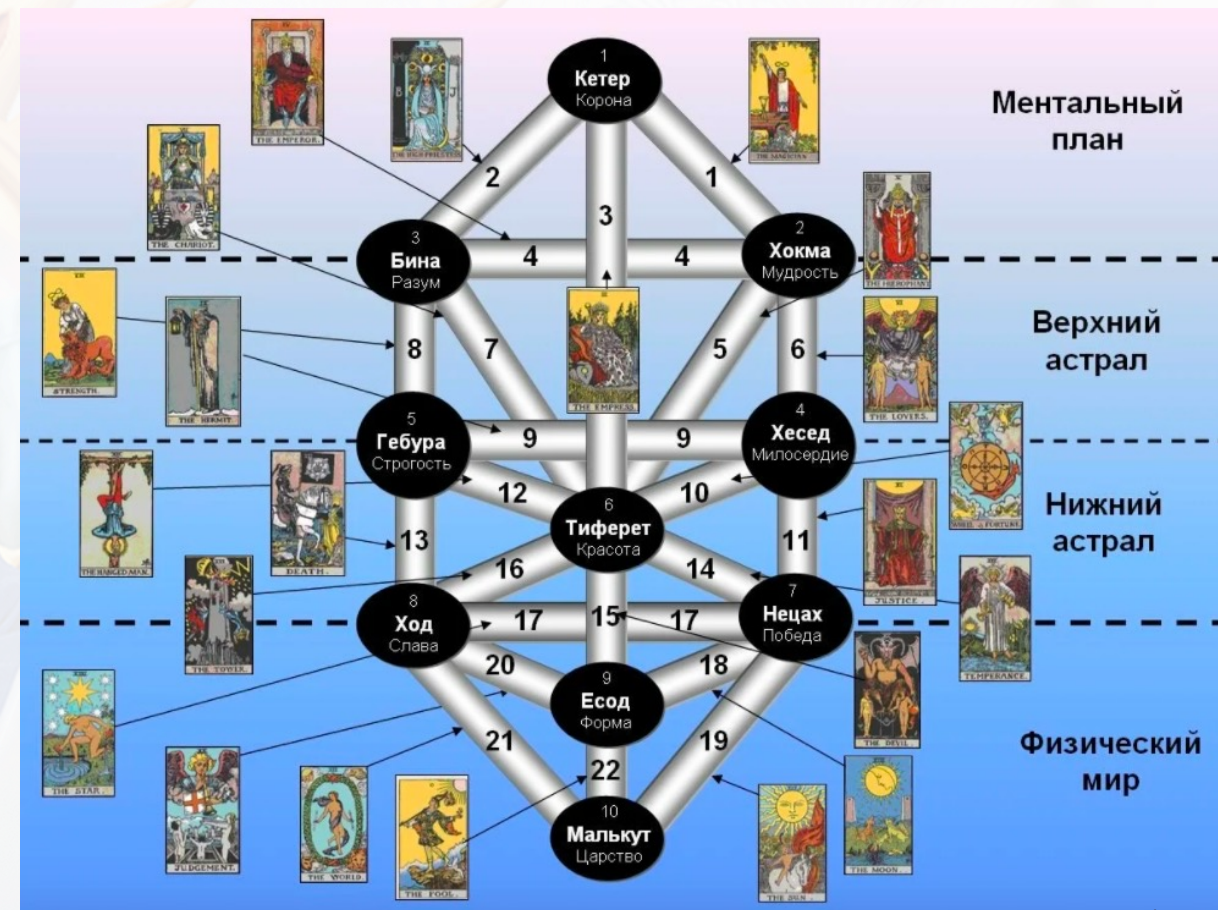 1
Кетер
Корона
Ментальный
план
THE EMPEROR.
THE HIGH PRIESTESS
THE MAGICIAN
B
J
2
1
3
THE CHARIOT.
THE HIEROPHANT
3
Бина
Разум
4
4
2
Хокма
Мудрость
Верхний
астрал
STRENGTH.
THE HERMIT.
8
7
THE EMPRESS.
5
6
THE LOVERS.
5
Гебура
Строгость
9
9
4
Хесед
Милосердие
WHEEL of FORTUNE.
Нижний
астрал
THE HANGED MAN.
DEATH.
12
10
6
Тиферет
Красота
13
11
JUSTICE.
16
14
THE TOWER.
TEMPERANCE.
8
Ход
Слава
17
15
17
7
Нецах
Победа
THE DEVIL.
20
18
9
Есод
Форма
THE STAR.
Физический
мир
21
19
22
JUDGEMENT.
THE WORLD.
THE FOOL.
10
Малькут
Царство
THE SUN.
THE MOON.